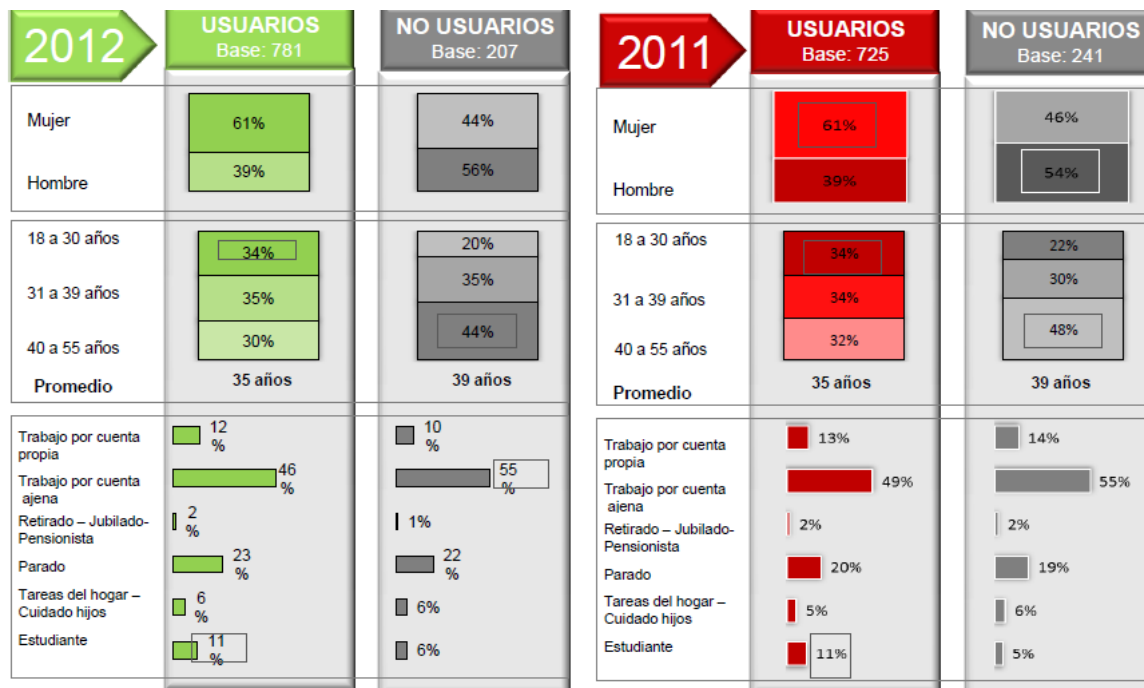 2012
USUARIOS
Base: 781
NO USUARIOS
Base: 207
Mujer
61%
44%
Hombre
39%
56%
18 a 30 años
34%
20%
31 a 39 años
35%
35%
40 a 55 años
30%
44%
Promedio
35 años
39 años
Trabajo por cuenta
propia
12
%
10
%
Trabajo por cuenta
ajena
46
%
55
%
Retirado – Jubilado-
Pensionista
2
%
1%
Parado
23
%
22
%
Tareas del hogar –
Cuidado hijos
6
%
6%
Estudiante
11
%
6%
2011
USUARIOS
Base: 725
NO USUARIOS
Base: 241
Mujer
61%
46%
Hombre
39%
54%
18 a 30 años
34%
22%
31 a 39 años
34%
30%
40 a 55 años
32%
48%
Promedio
35 años
39 años
Trabajo por cuenta
propia
13%
14%
Trabajo por cuenta
ajena
49%
55%
Retirado – Jubilado-
Pensionista
2%
2%
Parado
20%
19%
Tareas del hogar –
Cuidado hijos
5%
6%
Estudiante
11%
5%